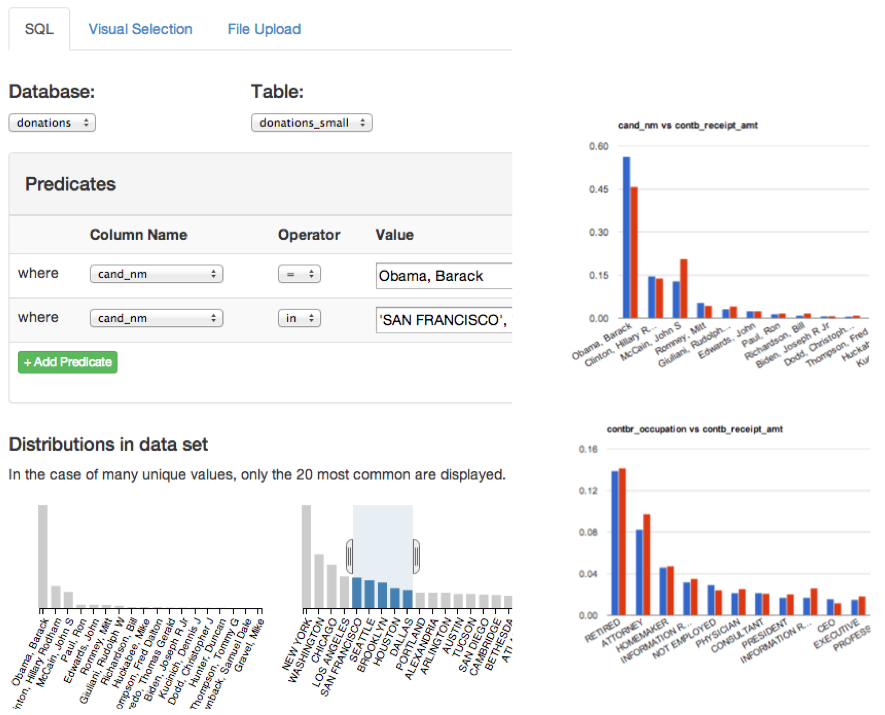 SQL Visual Selection File Upload
Database: Table:
donations donations_small
Predicates
Column Name Operator Value
where cand_nm = Obama, Barack
where cand_nm in 'SAN FRANCISCO',
+ Add Predicate
Distributions in data set
In the case of many unique values, only the 20 most common are displayed.
Obama, Barack
inton, Hillary Rodham
McCain, John S
Paul, Ron
Edwards, John
Romney, Mitt
Giuliani, Rudolph W
Richardson, Bill
Huckabee, Mike
ompson, Fred Dalton
redo, Thomas Gerald
Biden, Joseph R Jr
Kucinich, Dennis J
Dodd, Christopher J
Hunter, Duncan
Thompson, Tommy G
wnback, Samuel Dale
Gravel, Mike
NEW YORK
WASHINGTON
CHICAGO
LOS ANGELES
SAN FRANCISCO
SEATTLE
BROOKLYN
HOUSTON
DALLAS
PORTLAND
ALEXANDRIA
ARLINGTON
AUSTIN
TUCSON
SAN DIEGO
CAMBRIDGE
BETHESDA
ATL
cand_nm vs contb_receipt_amt
0.60
0.45
0.30
0.15
0.00
Obama, Barack
Clinton, Hillary R...
McCain, John S
Romney, Mitt
Giuliani, Rudolph...
Edwards, John
Paul, Ron
Richardson, Bill
Biden, Joseph R Jr
Dodd, Christoph...
Thompson, Fred
Huckab
Kuc
contbr_occupation vs contb_receipt_amt
0.16
0.12
0.08
0.04
0.00
RETIRED
ATTORNEY
HOMEMAKER
INFORMATION R...
NOT EMPLOYED
PHYSICIAN
CONSULTANT
PRESIDENT
INFORMATION R...
CEO
EXECUTIVE
PROFESS